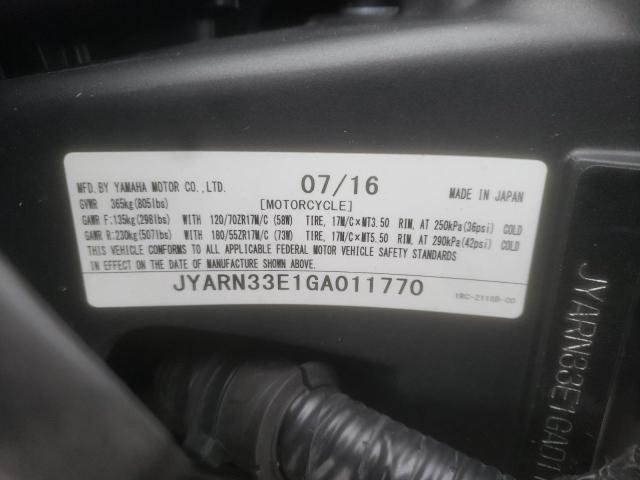 MFD. BY YAMAHA MOTOR CO.,LTD. 07/16 MADE IN JAPAN
GVWR 365kg(805lbs) [MOTORCYCLE]
GAWR F:135kg(298lbs) WITH 120/70ZR17M/C (58W) TIRE, 17M/C×MT3.50 RIM, AT 250kPa(36psi) COLD
GAWR R:230kg(507lbs) WITH 180/55ZR17M/C (73W) TIRE, 17M/C×MT5.50 RIM, AT 290kPa(42psi) COLD
THIS VEHICLE CONFORMS TO ALL APPLICABLE FEDERAL MOTOR VEHICLE SAFETY STANDARDS
IN EFFECT ON THE DATE OF MANUFACTURE SHOWN ABOVE.
JYARN33E1GA011770
1RC-2118B-00
JYARN33E1GA011